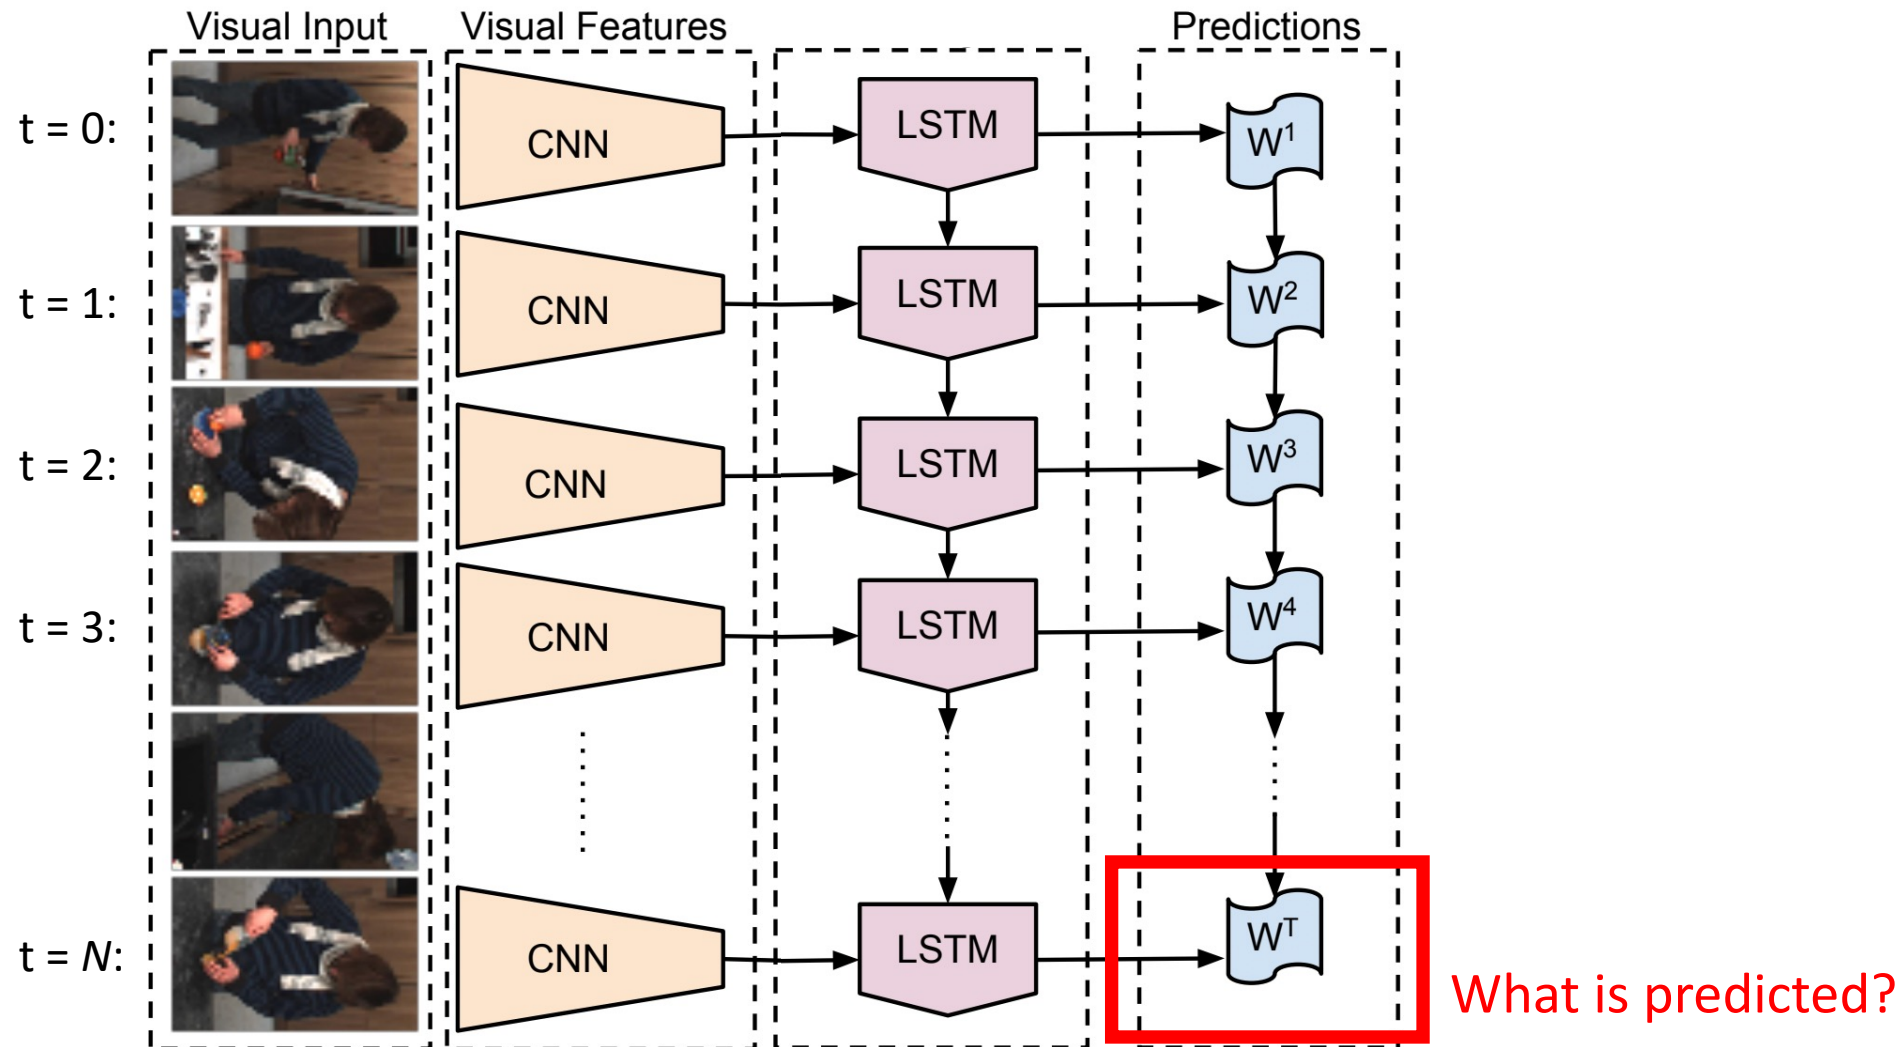 Visual Input Visual Features Predictions
t = 0: CNN LSTM W¹
t = 1: CNN LSTM W²
t = 2: CNN LSTM W³
t = 3: CNN LSTM W⁴
t = N: CNN LSTM Wᵀ
What is predicted?